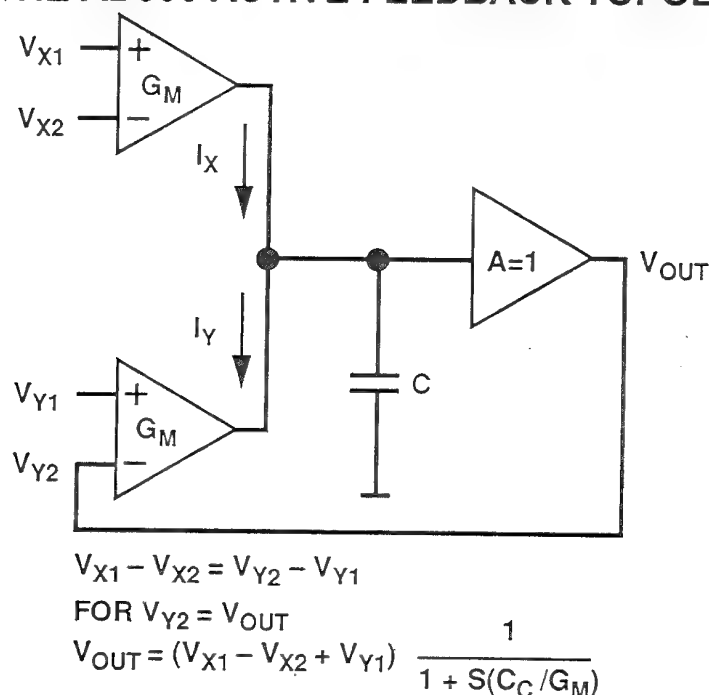 V_X1
+
G_M
V_X2
−
I_X
A=1
V_OUT
I_Y
V_Y1
+
G_M
C
V_Y2
−
V_X1 − V_X2 = V_Y2 − V_Y1
FOR V_Y2 = V_OUT
V_OUT = (V_X1 − V_X2 + V_Y1) 1 / 1 + S(C_C /G_M)